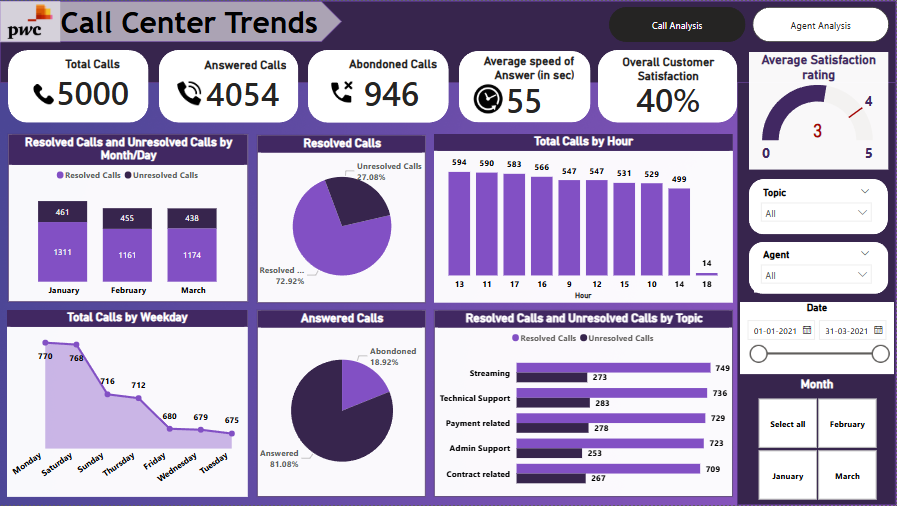 pwc
Call Center Trends
Call Analysis
Agent Analysis
Total Calls
5000
Answered Calls
4054
Abondoned Calls
946
Average speed of
Answer (in sec)
55
Overall Customer
Satisfaction
40%
Average Satisfaction
rating
4
3
0
5
Resolved Calls and Unresolved Calls by
Month/Day
Resolved Calls
Unresolved Calls
461
455
438
1311
1161
1174
January
February
March
Resolved Calls
Unresolved Calls
27.08%
Resolved ...
72.92%
Total Calls by Hour
594
590
583
566
547
547
531
529
499
14
13
11
17
16
9
12
15
10
14
18
Hour
Topic
All
Agent
All
Date
01-01-2021
31-03-2021
Month
Select all
February
January
March
Total Calls by Weekday
770
768
716
712
680
679
675
Monday
Saturday
Sunday
Thursday
Friday
Wednesday
Tuesday
Answered Calls
Abondoned
18.92%
Answered
81.08%
Resolved Calls and Unresolved Calls by Topic
Resolved Calls
Unresolved Calls
Streaming
749
273
Technical Support
736
283
Payment related
729
278
Admin Support
723
253
Contract related
709
267